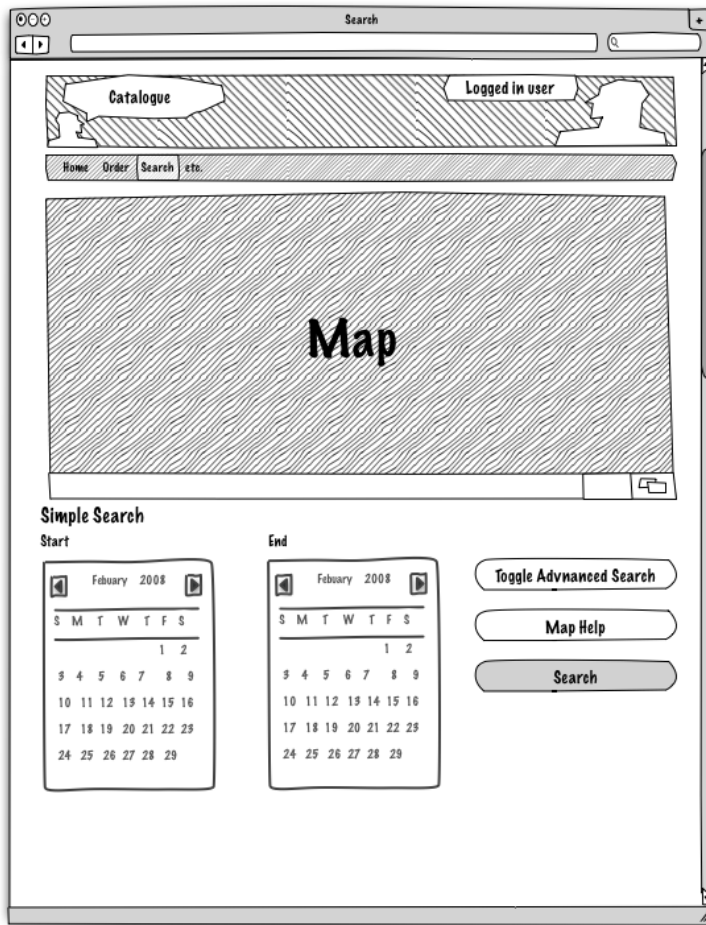 Search
Catalogue
Logged in user
Home Order Search etc.
Map
Simple Search
Start
End
Febuary 2008
S M T W T F S
1 2
3 4 5 6 7 8 9
10 11 12 13 14 15 16
17 18 19 20 21 22 23
24 25 26 27 28 29
Febuary 2008
S M T W T F S
1 2
3 4 5 6 7 8 9
10 11 12 13 14 15 16
17 18 19 20 21 22 23
24 25 26 27 28 29
Toggle Advnanced Search
Map Help
Search